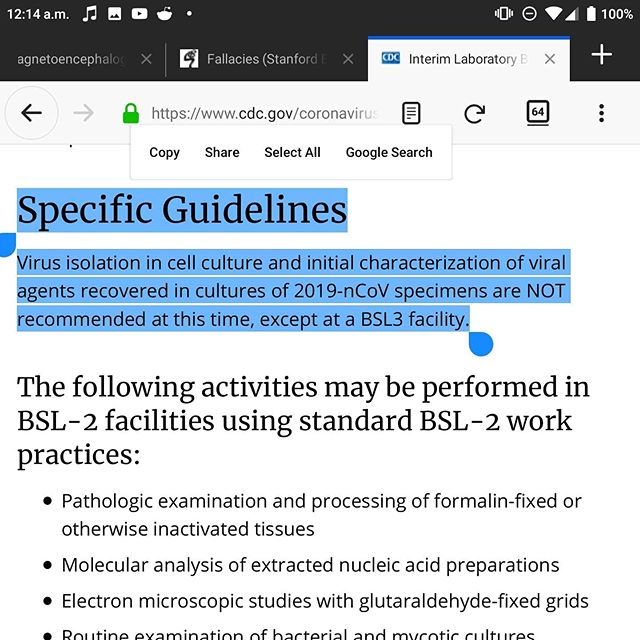 12:14 a.m. 100%
agnetoencephalog Fallacies (Stanford E CDC Interim Laboratory B
https://www.cdc.gov/coronavirus 64
Copy Share Select All Google Search
Specific Guidelines
Virus isolation in cell culture and initial characterization of viral
agents recovered in cultures of 2019-nCoV specimens are NOT
recommended at this time, except at a BSL3 facility.
The following activities may be performed in
BSL-2 facilities using standard BSL-2 work
practices:
Pathologic examination and processing of formalin-fixed or
otherwise inactivated tissues
Molecular analysis of extracted nucleic acid preparations
Electron microscopic studies with glutaraldehyde-fixed grids
Routine examination of bacterial and mycotic cultures